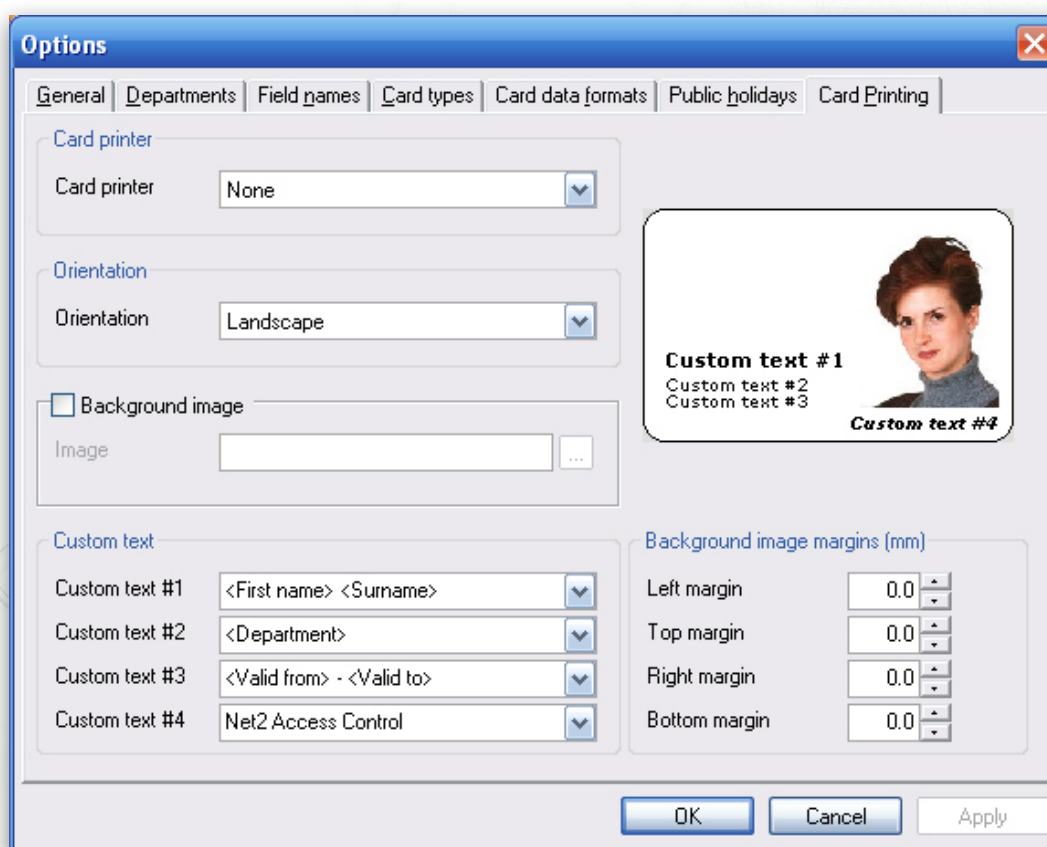 Options
General Departments Field names Card types Card data formats Public holidays Card Printing
Card printer
Card printer None
Orientation
Orientation Landscape
Background image
Image ...
Custom text #1
Custom text #2
Custom text #3
Custom text #4
Custom text
Custom text #1 <First name> <Surname>
Custom text #2 <Department>
Custom text #3 <Valid from> - <Valid to>
Custom text #4 Net2 Access Control
Background image margins (mm)
Left margin 0.0
Top margin 0.0
Right margin 0.0
Bottom margin 0.0
OK Cancel Apply